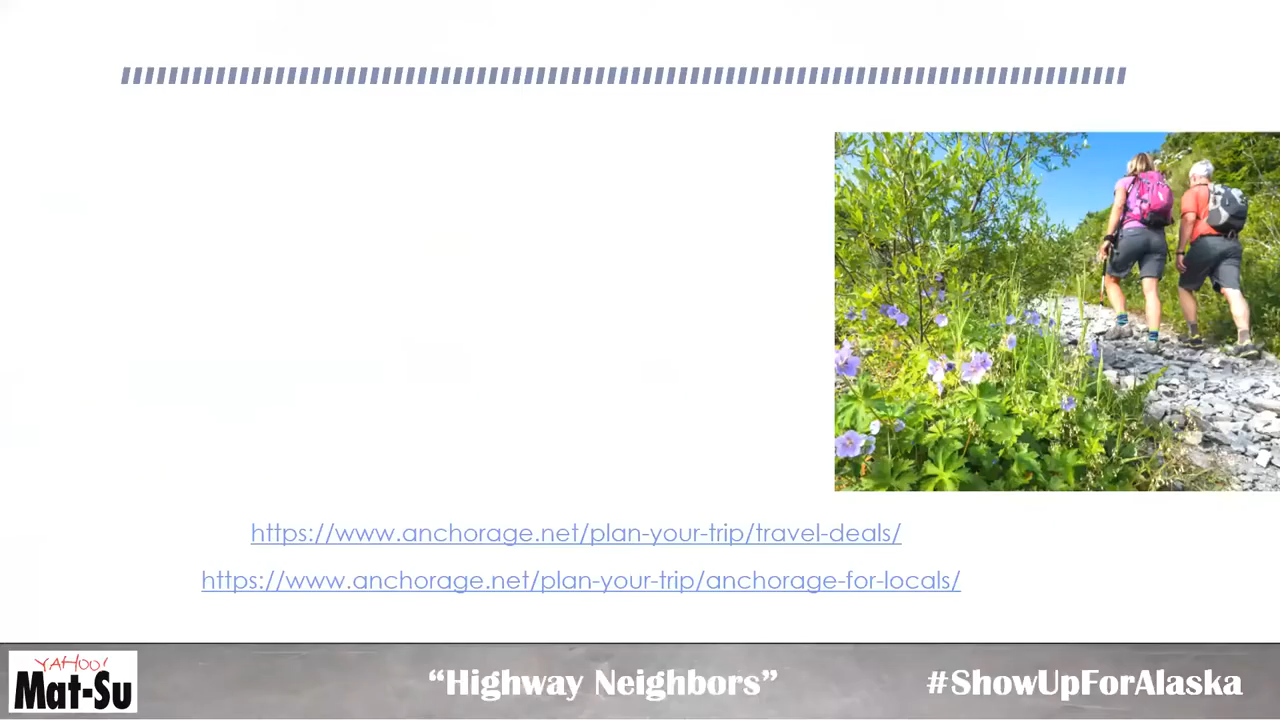 https://www.anchorage.net/plan-your-trip/travel-deals/
https://www.anchorage.net/plan-your-trip/anchorage-for-locals/
YAHOO!
Mat-Su
“Highway Neighbors”
#ShowUpForAlaska